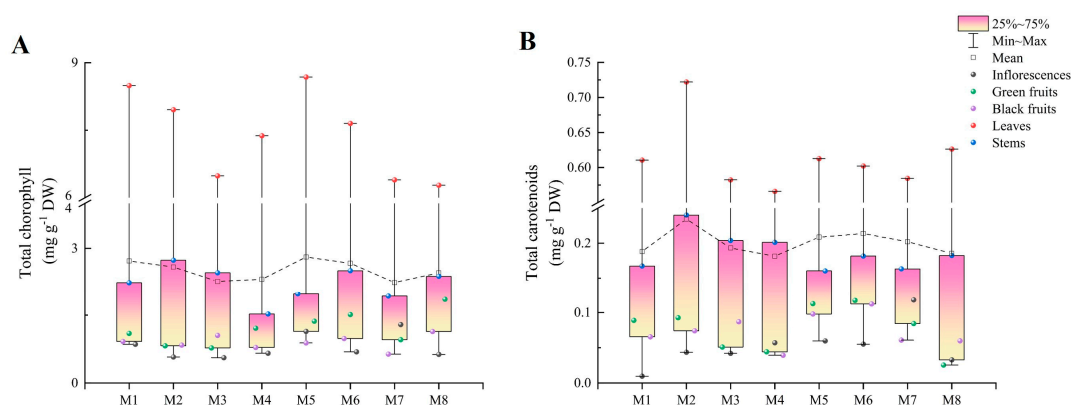 A
Total chorophyll
(mg g-1 DW)
9
6
4
3
0
M1 M2 M3 M4 M5 M6 M7 M8
B
Total carotenoids
(mg g-1 DW)
0.75
0.70
0.65
0.60
0.2
0.1
0.0
M1 M2 M3 M4 M5 M6 M7 M8
25%~75%
Min~Max
Mean
Inflorescences
Green fruits
Black fruits
Leaves
Stems